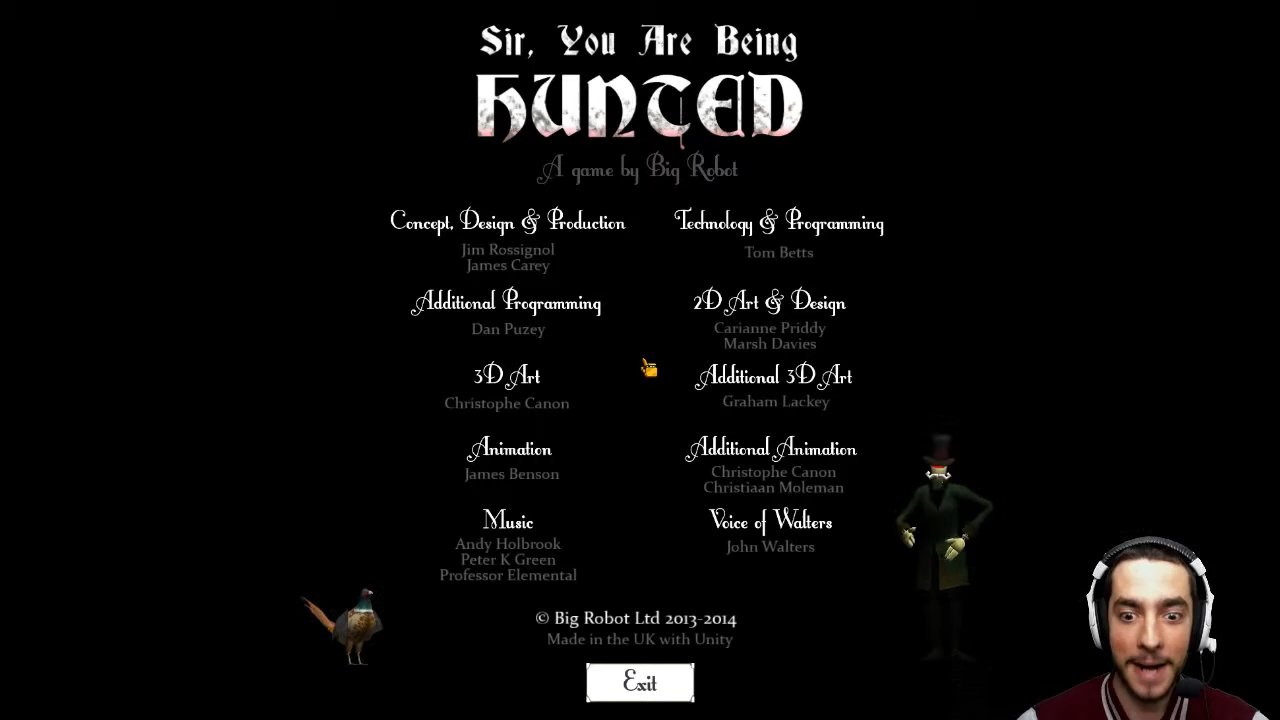 Sir, You Are Being
HUNTED
A game by Big Robot
Concept, Design & Production
Jim Rossignol
James Carey
Technology & Programming
Tom Betts
Additional Programming
Dan Puzey
2D Art & Design
Carianne Priddy
Marsh Davies
3D Art
Christophe Canon
Additional 3D Art
Graham Lackey
Animation
James Benson
Additional Animation
Christophe Canon
Christiaan Moleman
Music
Andy Holbrook
Peter K Green
Professor Elemental
Voice of Walters
John Walters
© Big Robot Ltd 2013-2014
Made in the UK with Unity
Exit